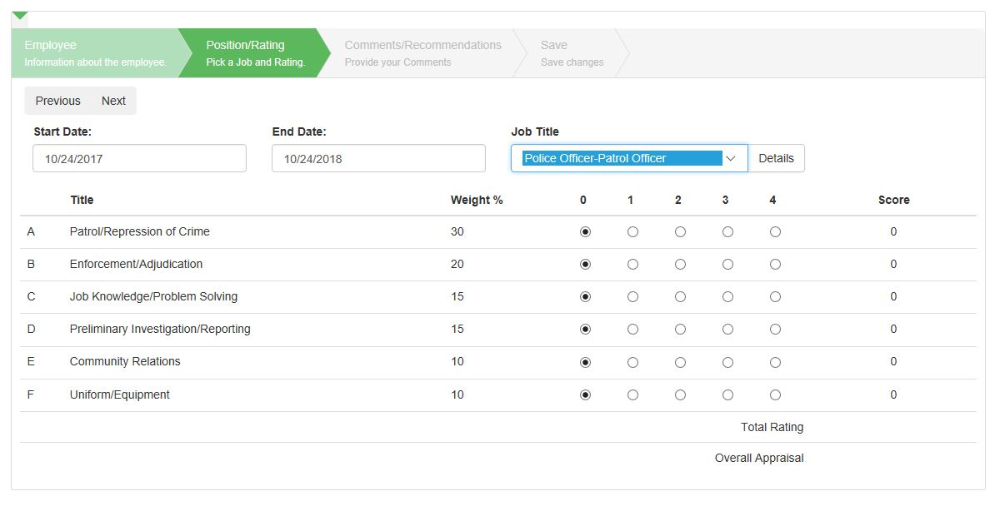 Employee
Information about the employee.
Position/Rating
Pick a Job and Rating.
Comments/Recommendations
Provide your Comments
Save
Save changes
Previous Next
Start Date: End Date: Job Title
10/24/2017 10/24/2018 Police Officer-Patrol Officer Details
Title Weight % 0 1 2 3 4 Score
A Patrol/Repression of Crime 30 0
B Enforcement/Adjudication 20 0
C Job Knowledge/Problem Solving 15 0
D Preliminary Investigation/Reporting 15 0
E Community Relations 10 0
F Uniform/Equipment 10 0
Total Rating
Overall Appraisal